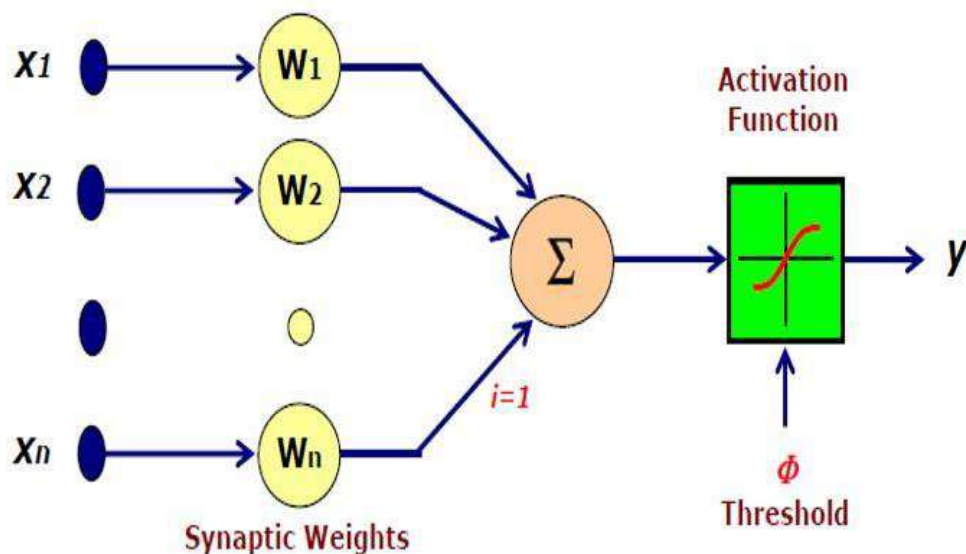 x1
W1
Activation
Function
x2
W2
Σ
y
i=1
xn
Wn
Φ
Threshold
Synaptic Weights